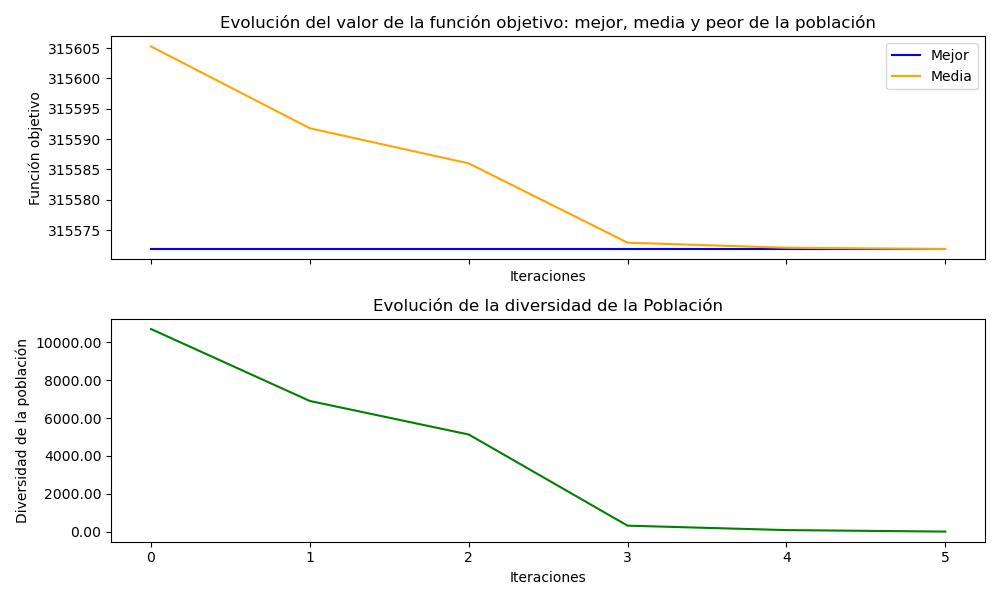 Evolución del valor de la función objetivo: mejor, media y peor de la población
315605
315600
315595
315590
315585
315580
315575
Función objetivo
Mejor
Media
Iteraciones
Evolución de la diversidad de la Población
10000.00
8000.00
6000.00
4000.00
2000.00
0.00
Diversidad de la población
0 1 2 3 4 5
Iteraciones